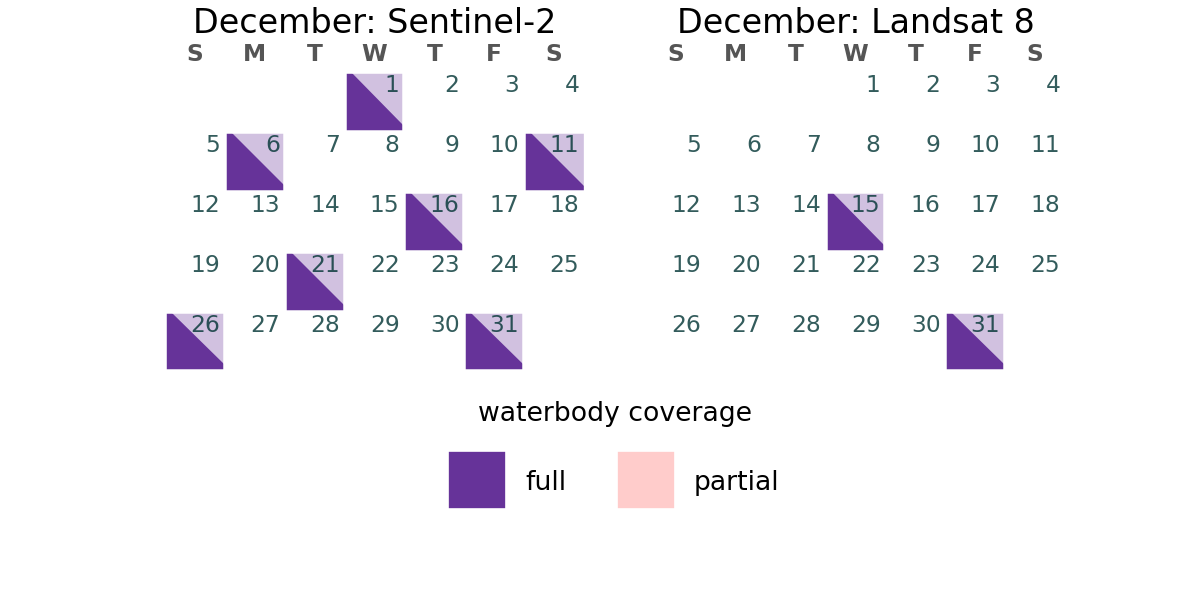 December: Sentinel-2
S M T W T F S
1 2 3 4
5 6 7 8 9 10 11
12 13 14 15 16 17 18
19 20 21 22 23 24 25
26 27 28 29 30 31
December: Landsat 8
S M T W T F S
1 2 3 4
5 6 7 8 9 10 11
12 13 14 15 16 17 18
19 20 21 22 23 24 25
26 27 28 29 30 31
waterbody coverage
full partial